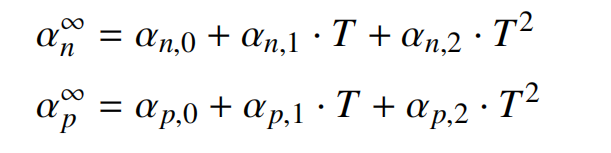 α_n^∞ = α_{n,0} + α_{n,1} · T + α_{n,2} · T^2
α_p^∞ = α_{p,0} + α_{p,1} · T + α_{p,2} · T^2